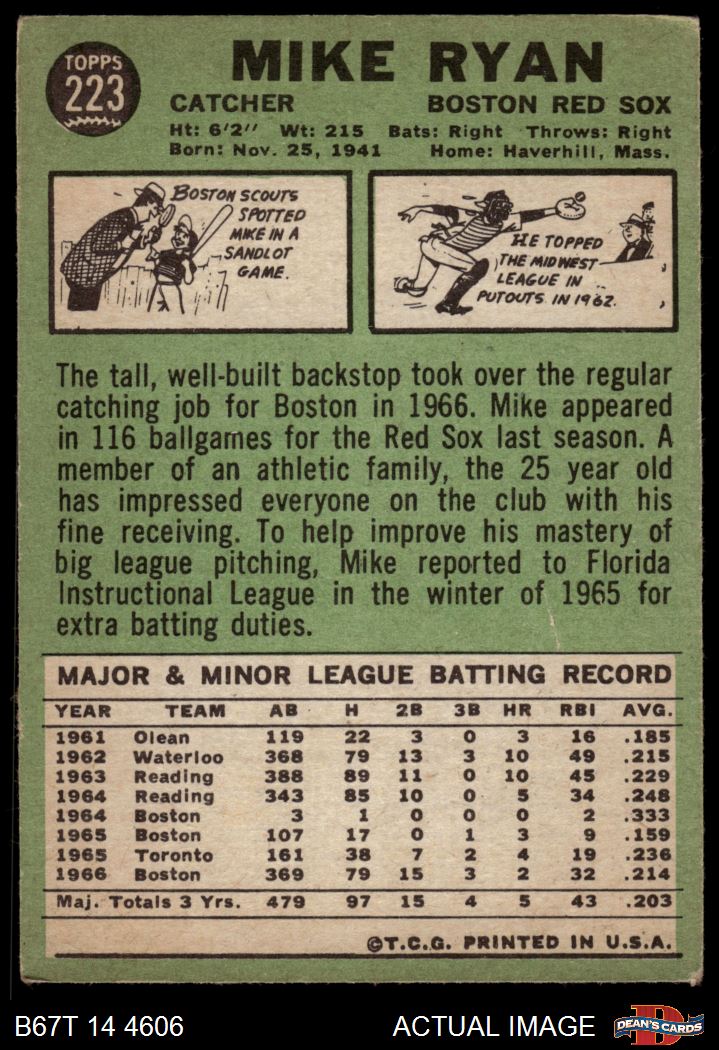 TOPPS
223
MIKE RYAN
CATCHER BOSTON RED SOX
Ht: 6'2" Wt: 215 Bats: Right Throws: Right
Born: Nov. 25, 1941 Home: Haverhill, Mass.
BOSTON SCOUTS
SPOTTED
MIKE IN A
SANDLOT
GAME.
HE TOPPED
THE MIDWEST
LEAGUE IN
PUTOUTS IN 1962.
The tall, well-built backstop took over the regular
catching job for Boston in 1966. Mike appeared
in 116 ballgames for the Red Sox last season. A
member of an athletic family, the 25 year old
has impressed everyone on the club with his
fine receiving. To help improve his mastery of
big league pitching, Mike reported to Florida
Instructional League in the winter of 1965 for
extra batting duties.
MAJOR & MINOR LEAGUE BATTING RECORD
YEAR TEAM AB H 2B 3B HR RBI AVG.
1961 Olean 119 22 3 0 3 16 .185
1962 Waterloo 368 79 13 3 10 49 .215
1963 Reading 388 89 11 0 10 45 .229
1964 Reading 343 85 10 0 5 34 .248
1964 Boston 3 1 0 0 0 2 .333
1965 Boston 107 17 0 1 3 9 .159
1965 Toronto 161 38 7 2 4 19 .236
1966 Boston 369 79 15 3 2 32 .214
Maj. Totals 3 Yrs. 479 97 15 4 5 43 .203
©T.C.G. PRINTED IN U.S.A.
B67T 14 4606 ACTUAL IMAGE
D
DEAN'S CARDS